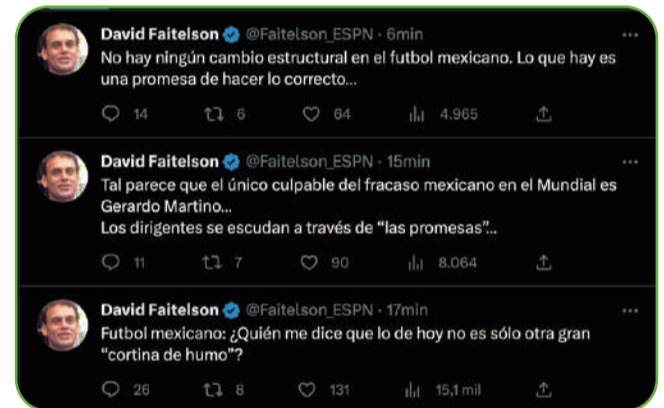 David Faitelson @Faitelson_ESPN · 6min
No hay ningún cambio estructural en el futbol mexicano. Lo que hay es
una promesa de hacer lo correcto...
14 6 64 4.965
David Faitelson @Faitelson_ESPN · 15min
Tal parece que el único culpable del fracaso mexicano en el Mundial es
Gerardo Martino...
Los dirigentes se escudan a través de “las promesas”...
11 7 90 8.064
David Faitelson @Faitelson_ESPN · 17min
Futbol mexicano: ¿Quién me dice que lo de hoy no es sólo otra gran
“cortina de humo”?
26 8 131 15,1 mil